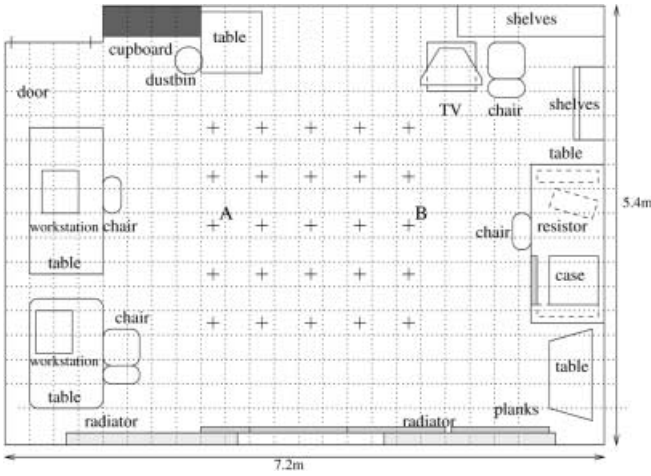 shelves
cupboard
table
dustbin
door
TV
chair
shelves
table
A
B
5.4m
workstation
chair
chair
resistor
table
case
chair
workstation
table
table
radiator
radiator
planks
7.2m